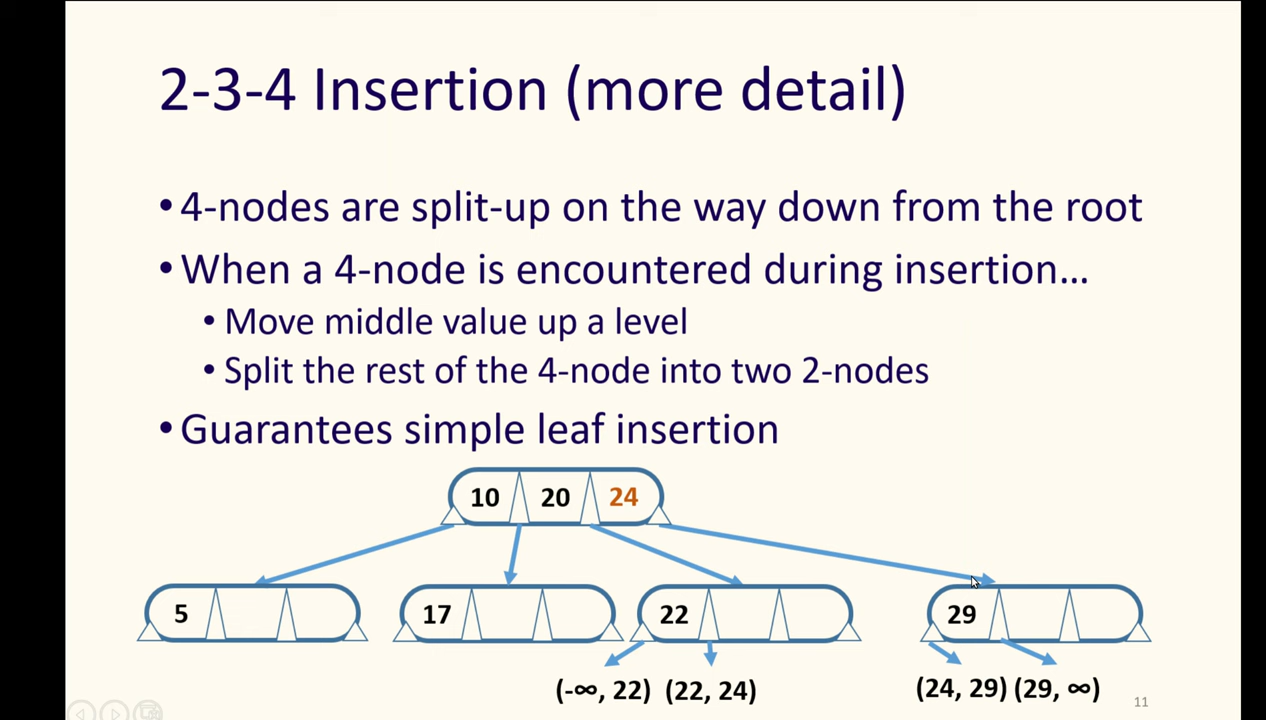 2-3-4 Insertion (more detail)
•4-nodes are split-up on the way down from the root
•When a 4-node is encountered during insertion…
•Move middle value up a level
•Split the rest of the 4-node into two 2-nodes
•Guarantees simple leaf insertion
10 20 24
5 17 22 29
(-∞, 22) (22, 24) (24, 29) (29, ∞)
11